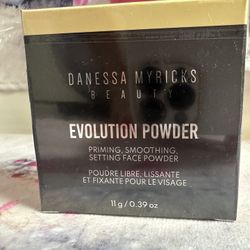 DANESSA MYRICKS
BEAUTY
EVOLUTION POWDER
PRIMING, SMOOTHING,
SETTING FACE POWDER
POUDRE LIBRE, LISSANTE
ET FIXANTE POUR LE VISAGE
11 g / 0.39 oz